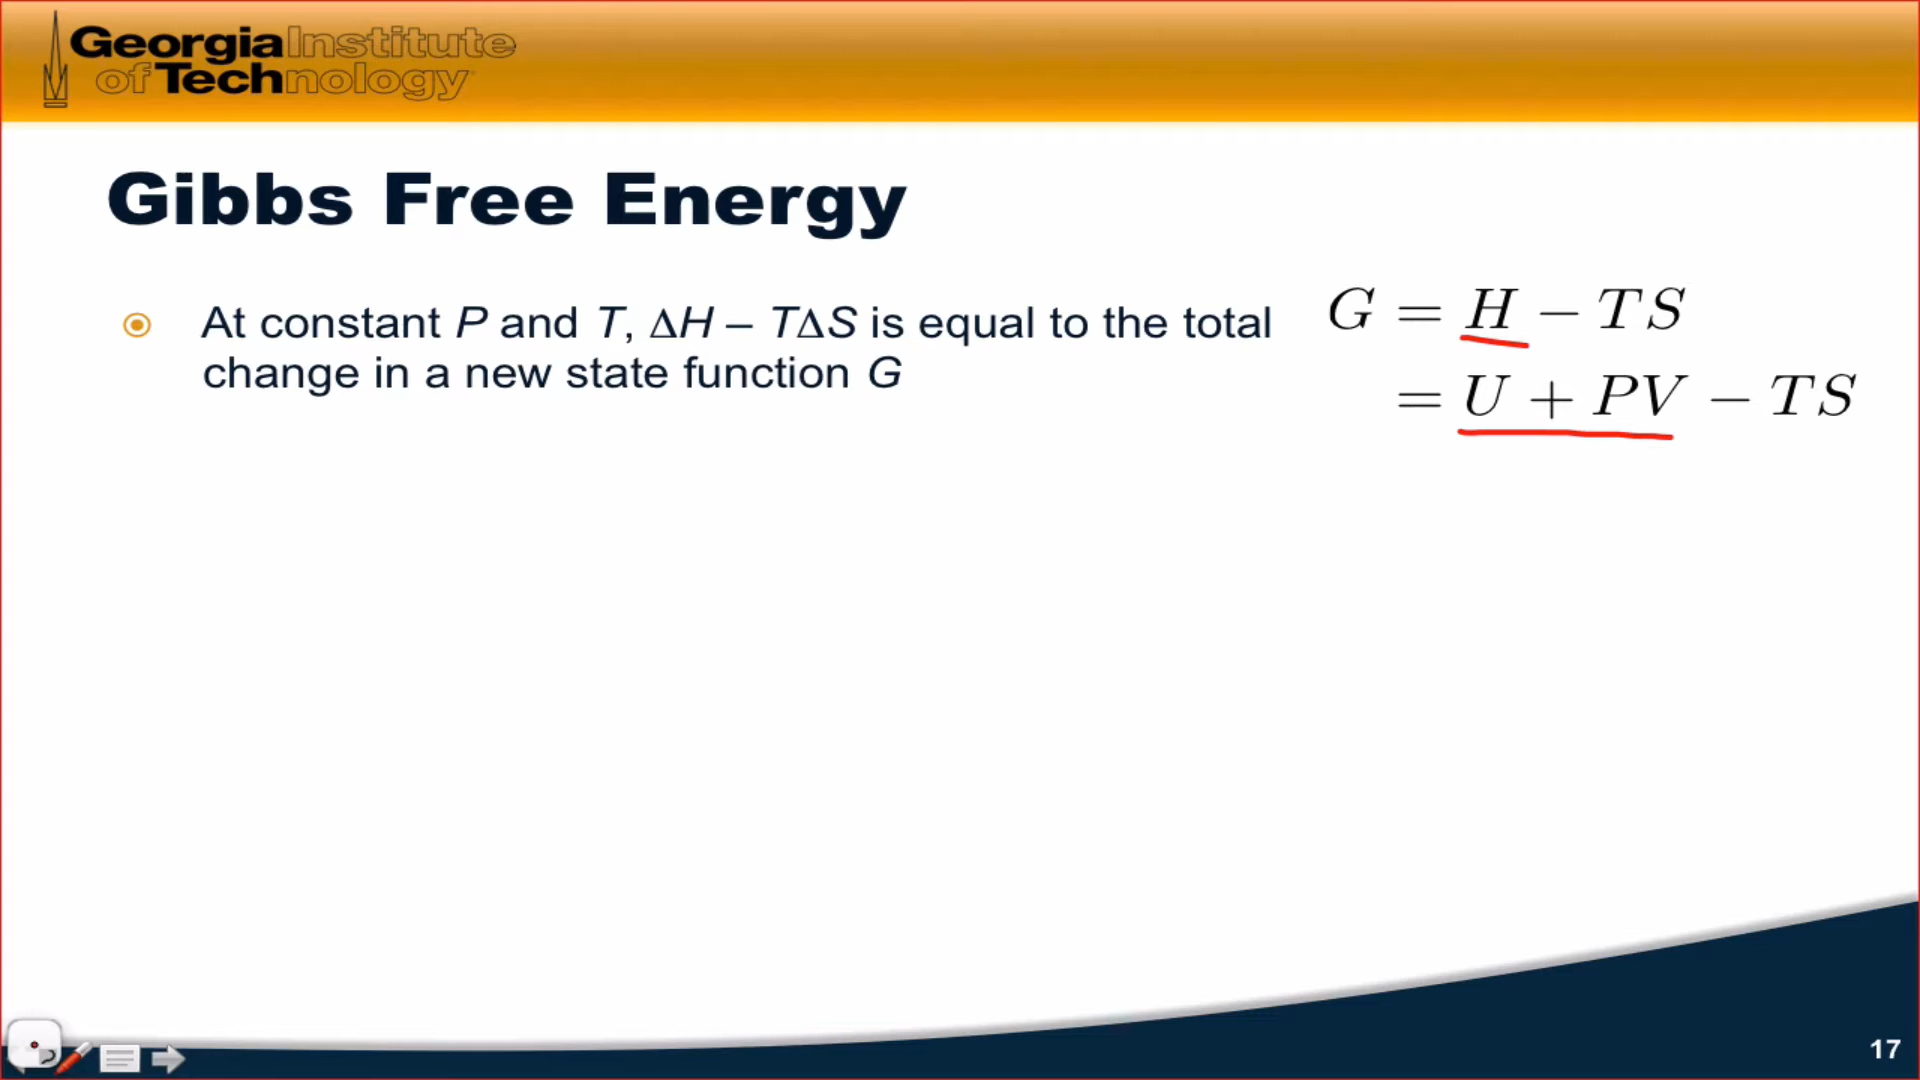 Georgia Institute
of Technology
Gibbs Free Energy
At constant P and T, ΔH – TΔS is equal to the total
change in a new state function G
G = H − TS
= U + PV − TS
17